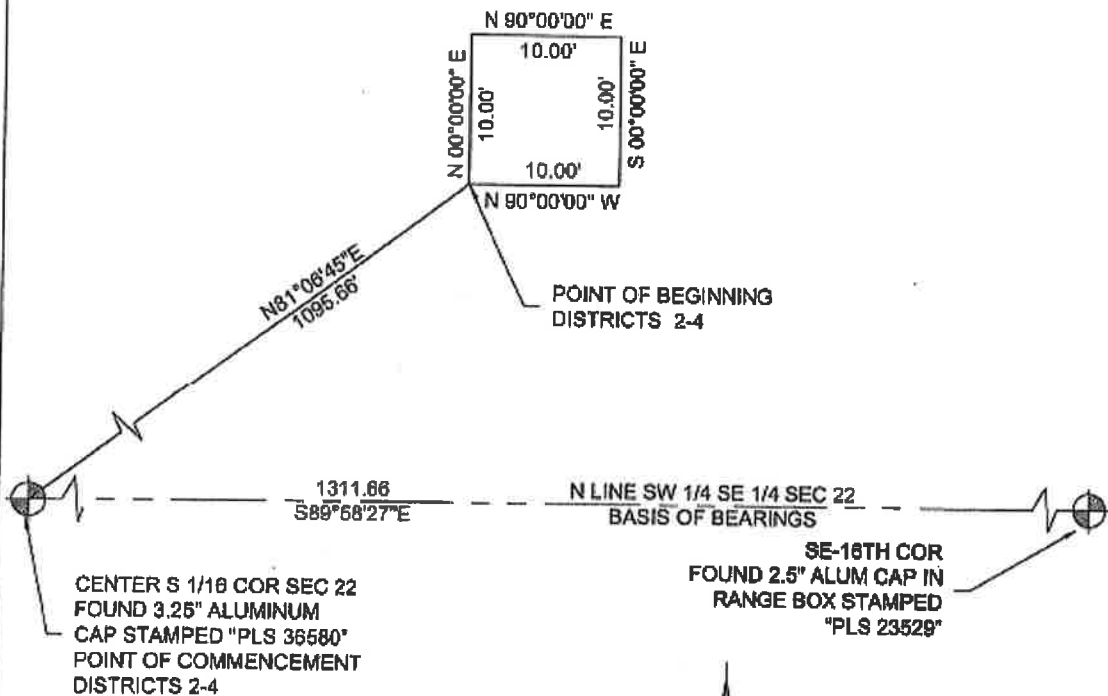 N 90°00'00" E
10.00'
N 00°00'00" E
10.00'
10.00'
S 00°00'00" E
10.00'
N 90°00'00" W
N81°06'45"E
1095.66'
POINT OF BEGINNING
DISTRICTS 2-4
1311.66
S89°58'27"E
N LINE SW 1/4 SE 1/4 SEC 22
BASIS OF BEARINGS
SE-16TH COR
FOUND 2.5" ALUM CAP IN
RANGE BOX STAMPED
"PLS 23529"
CENTER S 1/16 COR SEC 22
FOUND 3.25" ALUMINUM
CAP STAMPED "PLS 36580"
POINT OF COMMENCEMENT
DISTRICTS 2-4